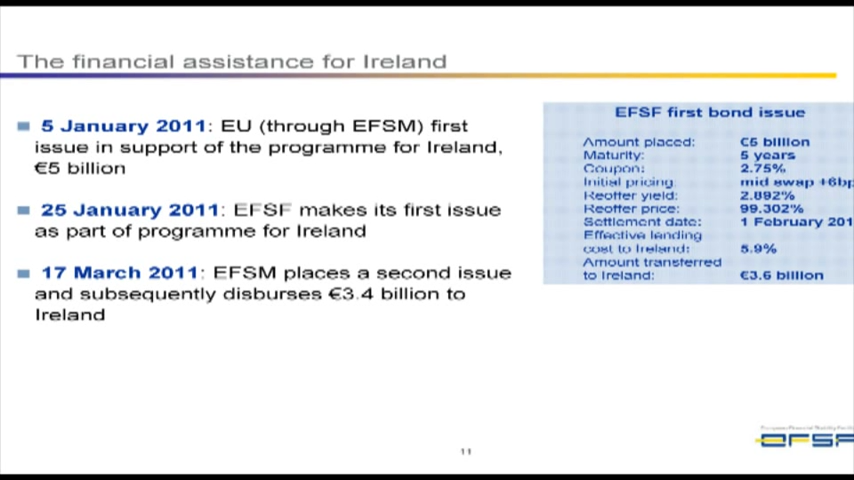 The financial assistance for Ireland
5 January 2011: EU (through EFSM) first
issue in support of the programme for Ireland,
€5 billion
25 January 2011: EFSF makes its first issue
as part of programme for Ireland
17 March 2011: EFSM places a second issue
and subsequently disburses €3.4 billion to
Ireland
EFSF first bond issue
Amount placed: €5 billion
Maturity: 5 years
Coupon: 2.75%
Initial pricing: mid swap +6bp
Reoffer yield: 2.892%
Reoffer price: 99.302%
Settlement date: 1 February 201
Effective lending
cost to Ireland: 5.9%
Amount transferred
to Ireland: €3.6 billion
EFSF
11